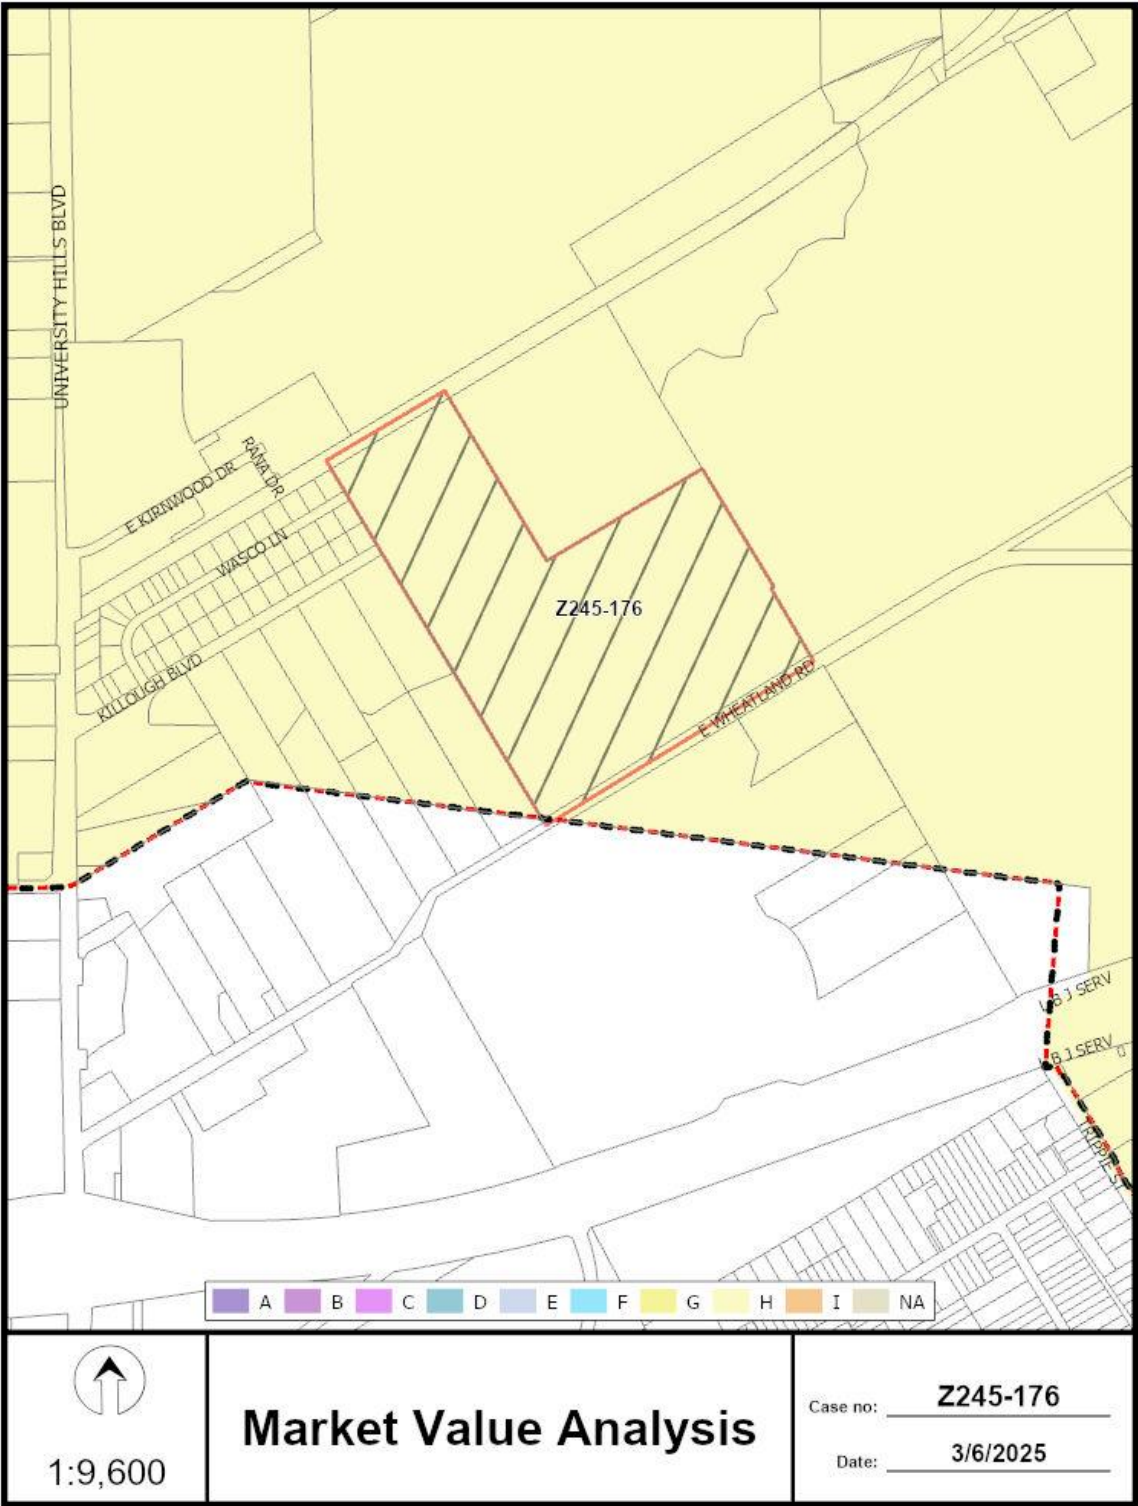 UNIVERSITY HILLS BLVD
RANA DR
E KIRNWOOD DR
WASCO LN
Z245-176
KILLOUGH BLVD
E WHEATLAND RD
B J SERV
B J SERV
A B C D E F G H I NA
1:9,600
Market Value Analysis
Case no: Z245-176
Date: 3/6/2025